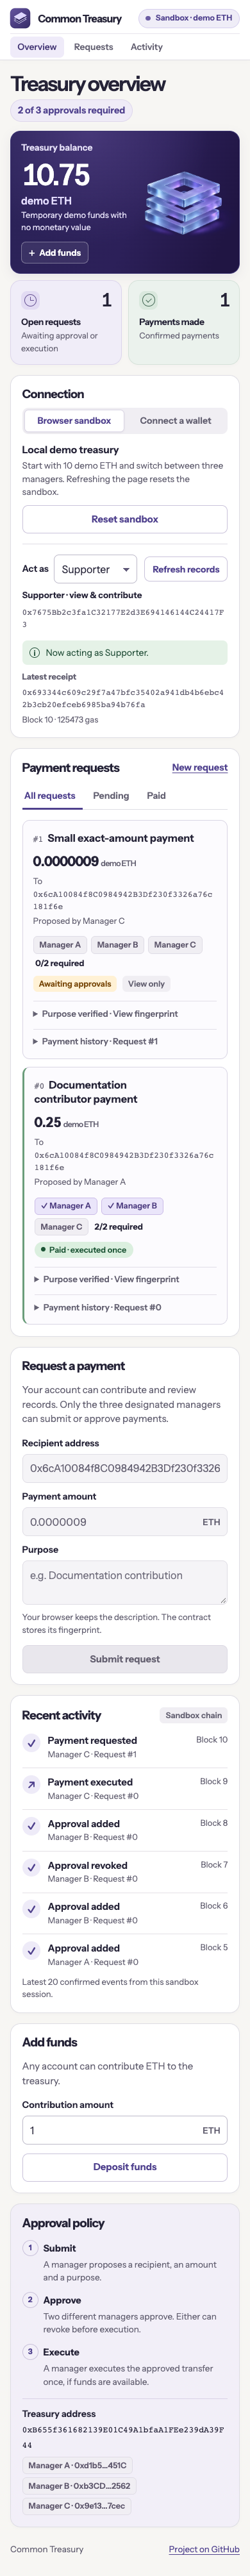 Common Treasury
Sandbox · demo ETH
Overview
Requests
Activity
Treasury overview
2 of 3 approvals required
Treasury balance
10.75
demo ETH
Temporary demo funds with
no monetary value
+ Add funds
1
Open requests
Awaiting approval or
execution
1
Payments made
Confirmed payments
Connection
Browser sandbox
Connect a wallet
Local demo treasury
Start with 10 demo ETH and switch between three
managers. Refreshing the page resets the
sandbox.
Reset sandbox
Act as
Supporter
Refresh records
Supporter · view & contribute
0x7675Bb2c3fa1C32177E2d3E694146144C24417F
3
Now acting as Supporter.
Latest receipt
0x693344c609c29f7a47bfc35402a941db4b6ebc4
2b3cb20efceb6985ba94b76fa
Block 10 · 125473 gas
Payment requests
New request
All requests
Pending
Paid
#1 Small exact-amount payment
0.0000009 demo ETH
To
0x6cA10084f8C0984942B3Df230f3326a76c
181f6e
Proposed by Manager C
Manager A
Manager B
Manager C
0/2 required
Awaiting approvals
View only
Purpose verified · View fingerprint
Payment history · Request #1
#0 Documentation
contributor payment
0.25 demo ETH
To
0x6cA10084f8C0984942B3Df230f3326a76c
181f6e
Proposed by Manager A
✓ Manager A
✓ Manager B
Manager C
2/2 required
Paid · executed once
Purpose verified · View fingerprint
Payment history · Request #0
Request a payment
Your account can contribute and review
records. Only the three designated managers
can submit or approve payments.
Recipient address
0x6cA10084f8C0984942B3Df230f3326
Payment amount
0.0000009
ETH
Purpose
e.g. Documentation contribution
Your browser keeps the description. The contract
stores its fingerprint.
Submit request
Recent activity
Sandbox chain
Payment requested
Block 10
Manager C · Request #1
Payment executed
Block 9
Manager C · Request #0
Approval added
Block 8
Manager B · Request #0
Approval revoked
Block 7
Manager B · Request #0
Approval added
Block 6
Manager B · Request #0
Approval added
Block 5
Manager A · Request #0
Latest 20 confirmed events from this sandbox
session.
Add funds
Any account can contribute ETH to the
treasury.
Contribution amount
1
ETH
Deposit funds
Approval policy
1
Submit
A manager proposes a recipient, an amount
and a purpose.
2
Approve
Two different managers approve. Either can
revoke before execution.
3
Execute
A manager executes the approved transfer
once, if funds are available.
Treasury address
0xB655f361682139E01C49A1bfaA1FEe239dA39F
44
Manager A · 0xd1b5…451C
Manager B · 0xb3CD…2562
Manager C · 0x9e13…7cec
Common Treasury
Project on GitHub